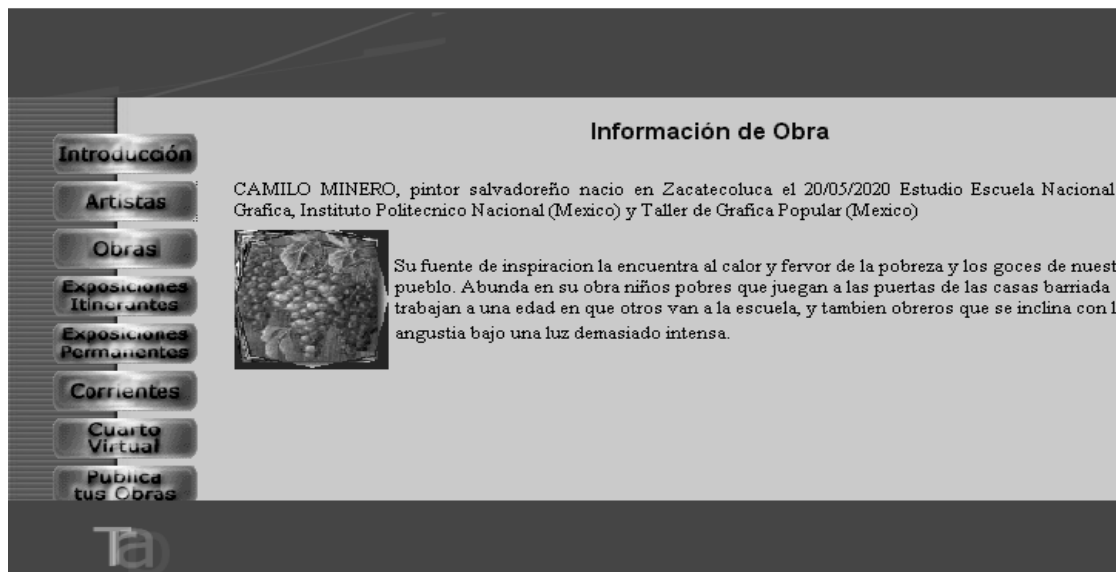 Información de Obra
Introducción
Artistas
Obras
Exposiciones
Itinerantes
Exposiciones
Permanentes
Corrientes
Cuarto
Virtual
Publica
tus Obras
CAMILO MINERO, pintor salvadoreño nacio en Zacatecoluca el 20/05/2020 Estudio Escuela Nacional
Grafica, Instituto Politecnico Nacional (Mexico) y Taller de Grafica Popular (Mexico)
Su fuente de inspiracion la encuentra al calor y fervor de la pobreza y los goces de nuest
pueblo. Abunda en su obra niños pobres que juegan a las puertas de las casas barriada
trabajan a una edad en que otros van a la escuela, y tambien obreros que se inclina con l
angustia bajo una luz demasiado intensa.
Ta